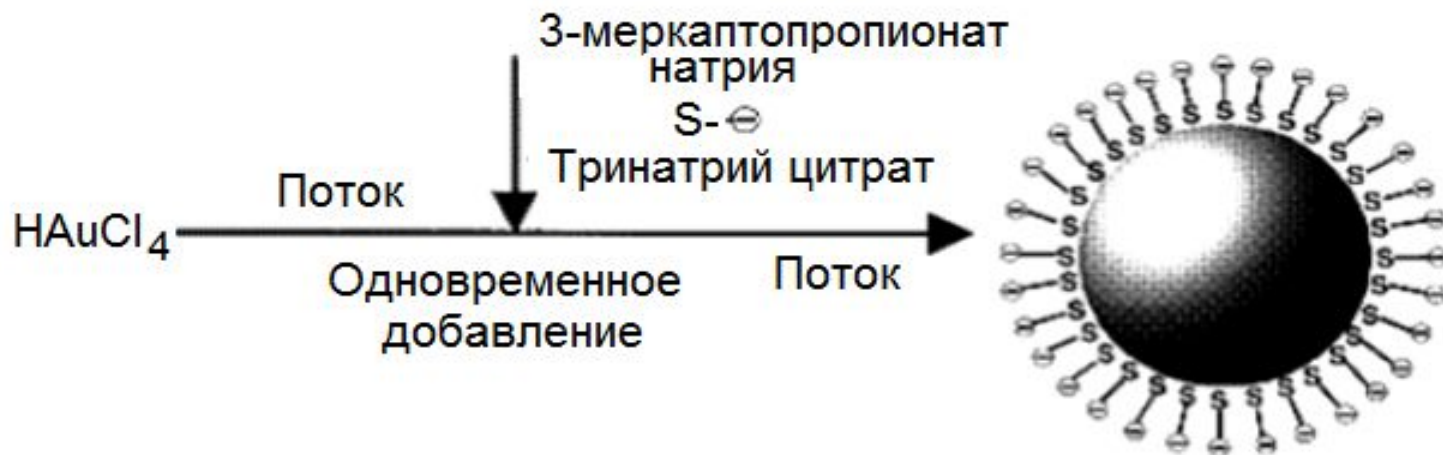 3-меркаптопропионат
натрия
S-⊖
Тринатрий цитрат
Поток
HAuCl4
Одновременное
добавление
Поток
S S S S S S S S S S S S S S S S S S S S S S S S S S S S S S S S